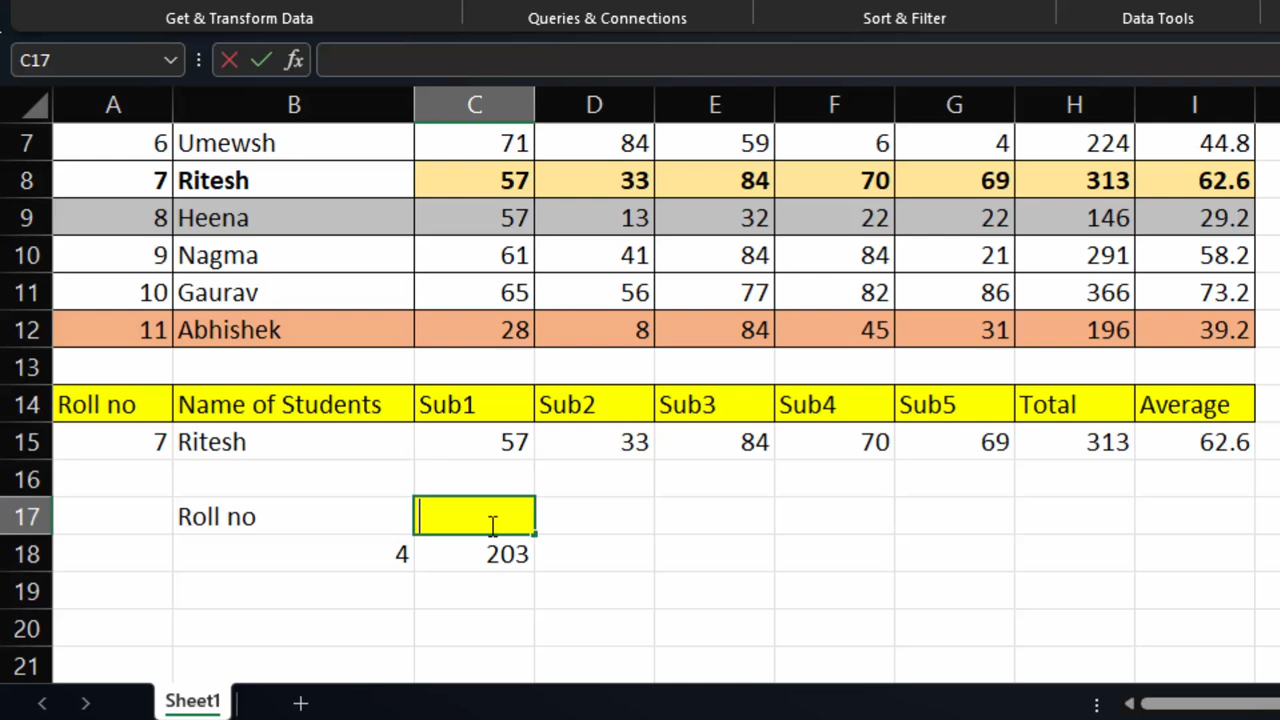 Get & Transform Data Queries & Connections Sort & Filter Data Tools
C17 fx
A B C D E F G H I
7 6 Umewsh 71 84 59 6 4 224 44.8
8 7 Ritesh 57 33 84 70 69 313 62.6
9 8 Heena 57 13 32 22 22 146 29.2
10 9 Nagma 61 41 84 84 21 291 58.2
11 10 Gaurav 65 56 77 82 86 366 73.2
12 11 Abhishek 28 8 84 45 31 196 39.2
13
14 Roll no Name of Students Sub1 Sub2 Sub3 Sub4 Sub5 Total Average
15 7 Ritesh 57 33 84 70 69 313 62.6
16
17 Roll no
18 4 203
19
20
21
Sheet1